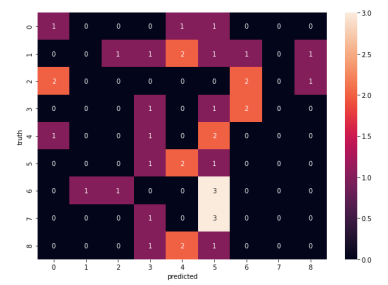 1 0 0 0 1 1 0 0 0
0 0 1 1 2 1 1 0 1
2 0 0 0 0 0 2 0 1
0 0 0 1 0 1 2 0 0
1 0 0 1 0 2 0 0 0
0 0 0 1 2 1 0 0 0
0 1 1 0 0 3 0 0 0
0 0 0 1 0 3 0 0 0
0 0 0 1 2 1 0 0 0
0 1 2 3 4 5 6 7 8
predicted
truth
0
1
2
3
4
5
6
7
8
3.0
2.5
2.0
1.5
1.0
0.5
0.0